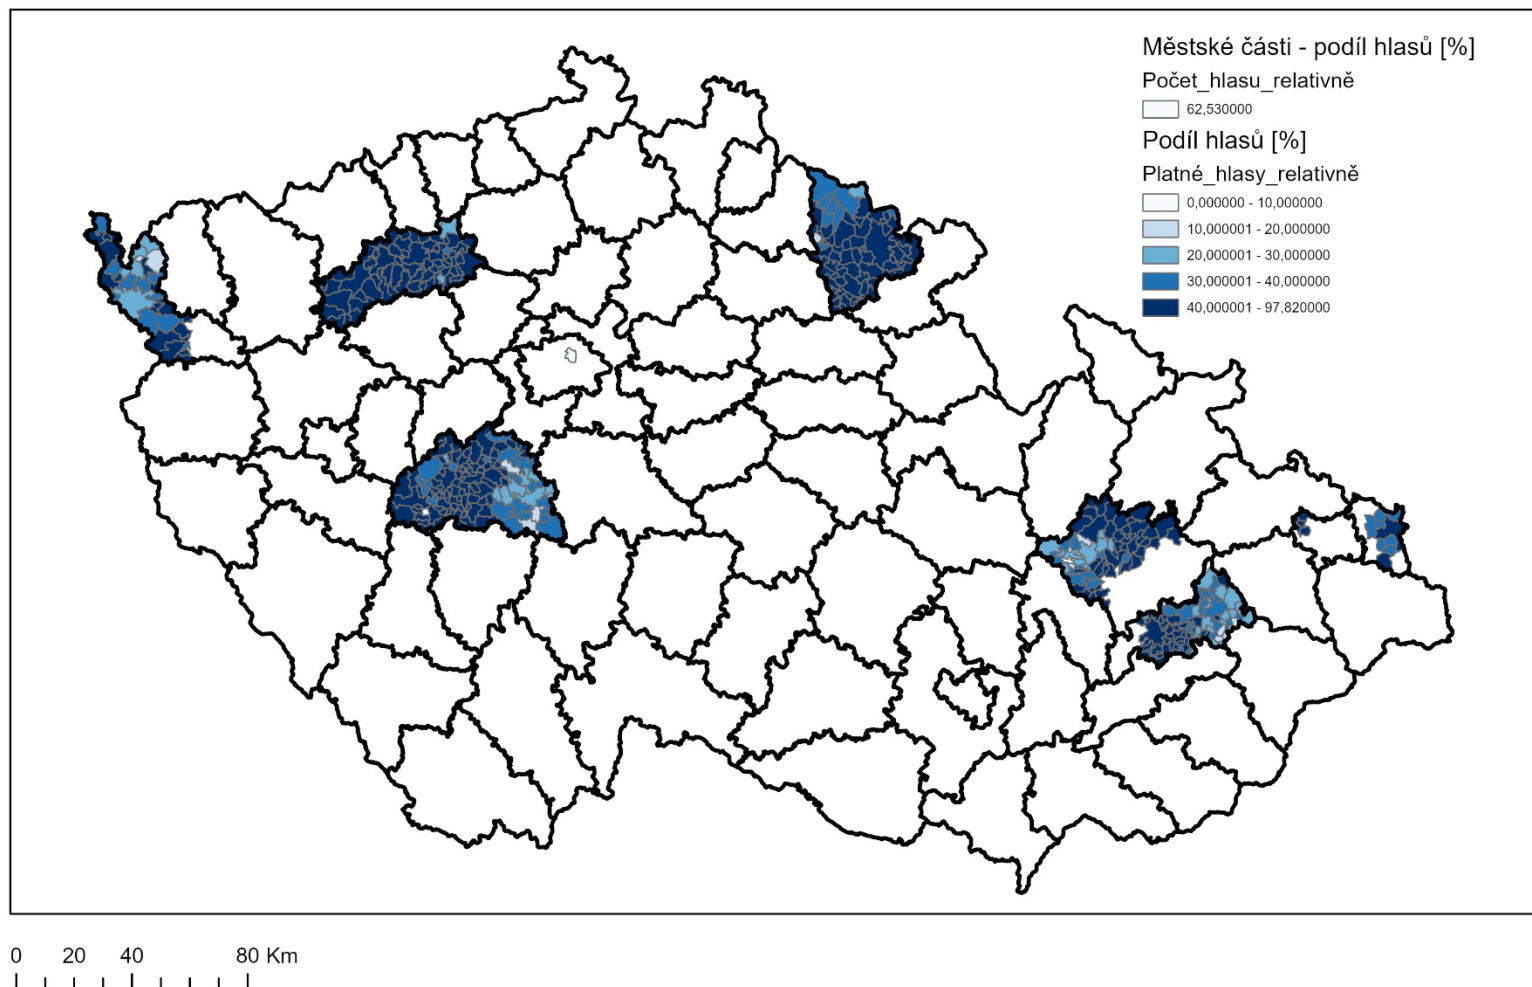 Městské části - podíl hlasů [%]
Počet_hlasu_relativně
62,530000
Podíl hlasů [%]
Platné_hlasy_relativně
0,000000 - 10,000000
10,000001 - 20,000000
20,000001 - 30,000000
30,000001 - 40,000000
40,000001 - 97,820000
0 20 40 80 Km